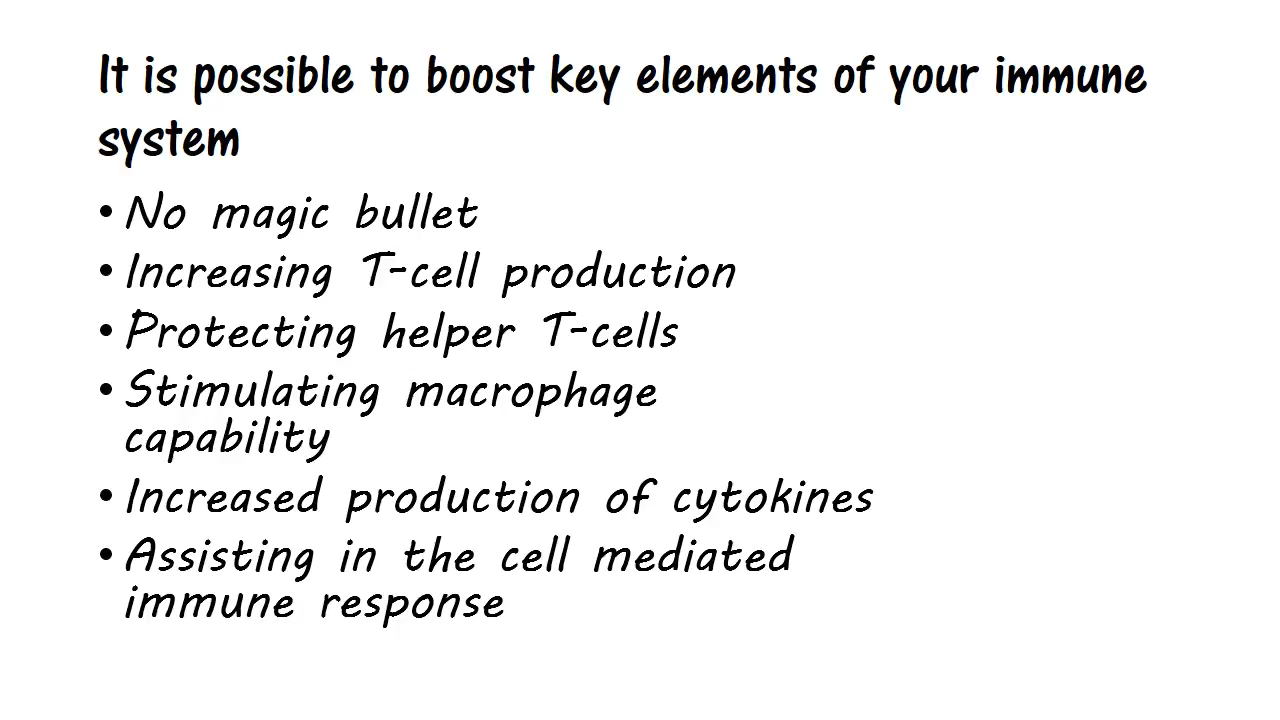 It is possible to boost key elements of your immune
system
• No magic bullet
• Increasing T-cell production
• Protecting helper T-cells
• Stimulating macrophage
capability
• Increased production of cytokines
• Assisting in the cell mediated
immune response